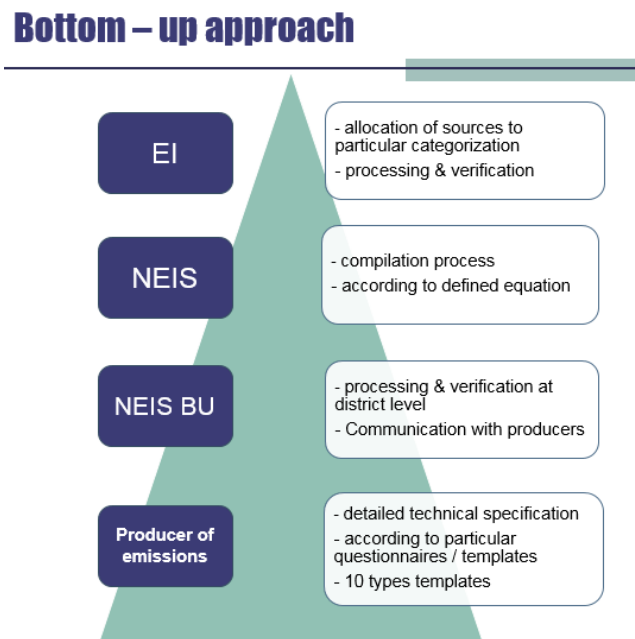 Bottom – up approach
EI
- allocation of sources to
particular categorization
- processing & verification
NEIS
- compilation process
- according to defined equation
NEIS BU
- processing & verification at
district level
- Communication with producers
Producer of
emissions
- detailed technical specification
- according to particular
questionnaires / templates
- 10 types templates